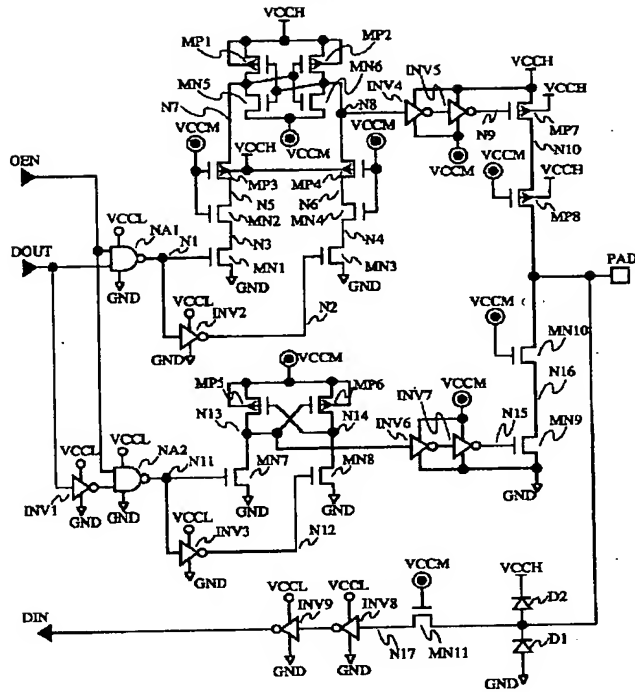 VCCH
MP1 MP2
MN5 MN6
N7 N8
VCCM
INV4 INV5
VCCH
VCCH
N9 MP7
VCCM
N10
VCCM VCCH VCCM VCCH
OEN
MP3 MP4 MP8
N5 N6
MN2 MN4
VCCL NA1 N1 N3 N4
DOUT
MN1 MN3
PAD
GND GND GND
VCCL INV2
N2
GND
VCCM
MN10
VCCM
MP5 MP6
N13 N14
VCCM
INV7
INV6 N15
N16
MN9
VCCL VCCL NA2 N11
MN7 MN8
INV1 GND GND GND GND GND
VCCL INV3
N12
GND
VCCM
VCCH
VCCL VCCL
DIN INV9 INV8
D2
N17 MN11
D1
GND GND GND